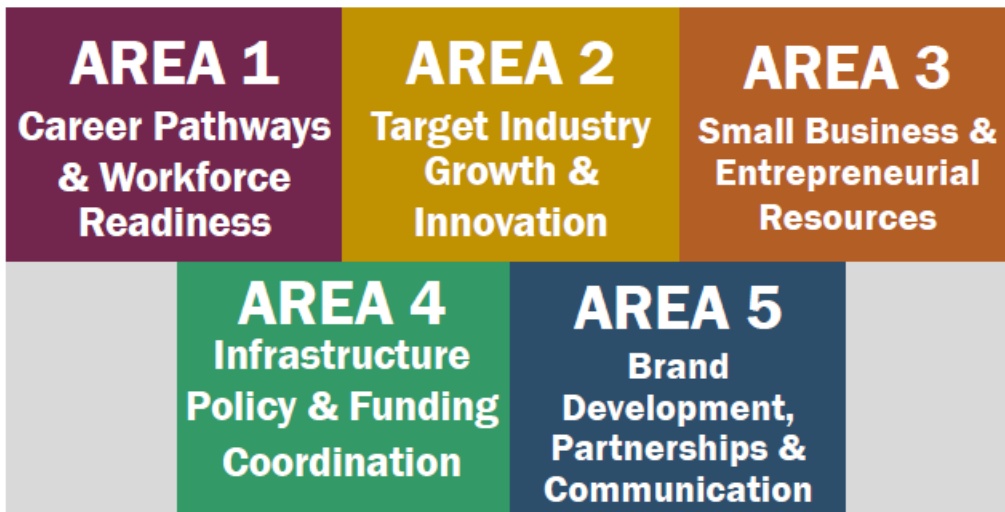 AREA 1
Career Pathways
& Workforce
Readiness
AREA 2
Target Industry
Growth &
Innovation
AREA 3
Small Business &
Entrepreneurial
Resources
AREA 4
Infrastructure
Policy & Funding
Coordination
AREA 5
Brand
Development,
Partnerships &
Communication